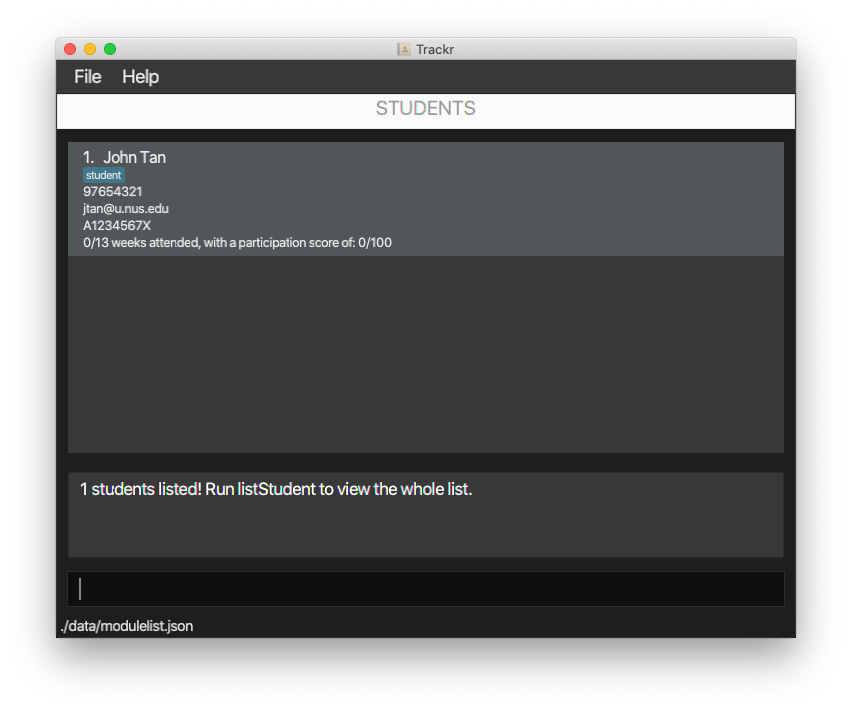 Trackr
File Help
STUDENTS
1. John Tan
student
97654321
jtan@u.nus.edu
A1234567X
0/13 weeks attended, with a participation score of: 0/100
1 students listed! Run listStudent to view the whole list.
./data/modulelist.json